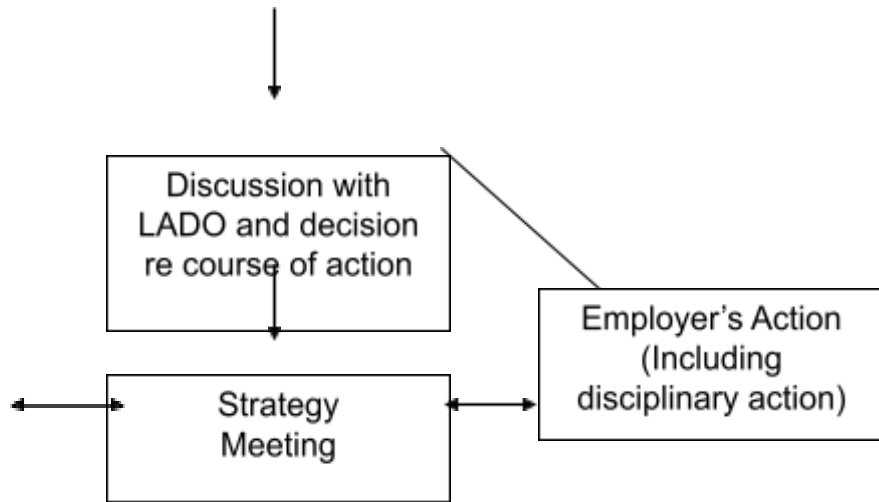 Discussion with
LADO and decision
re course of action
Employer’s Action
(Including
disciplinary action)
Strategy
Meeting